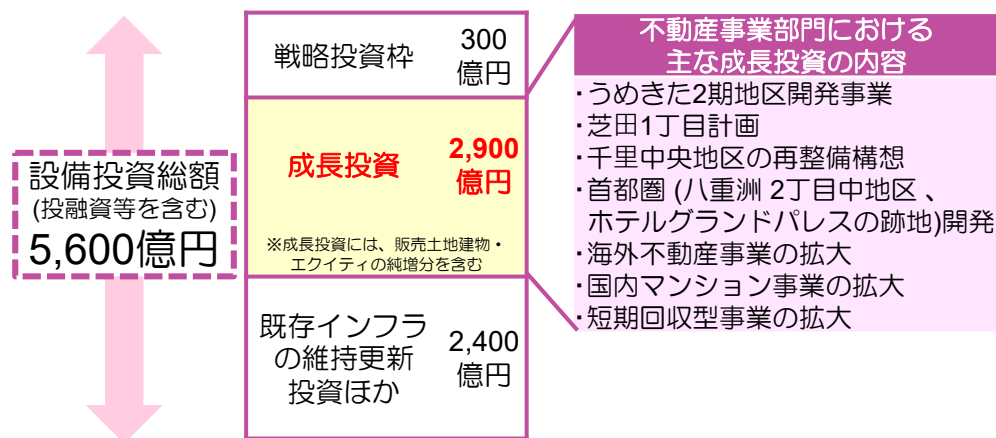 設備投資総額
(投融資等を含む)
5,600億円
戦略投資枠
300
億円
成長投資
2,900
億円
※成長投資には、販売土地建物・
エクイティの純増分を含む
既存インフラ
の維持更新
投資ほか
2,400
億円
不動産事業部門における
主な成長投資の内容
・うめきた2期地区開発事業
・芝田1丁目計画
・千里中央地区の再整備構想
・首都圏 (八重洲 2丁目中地区 、
ホテルグランドパレスの跡地)開発
・海外不動産事業の拡大
・国内マンション事業の拡大
・短期回収型事業の拡大